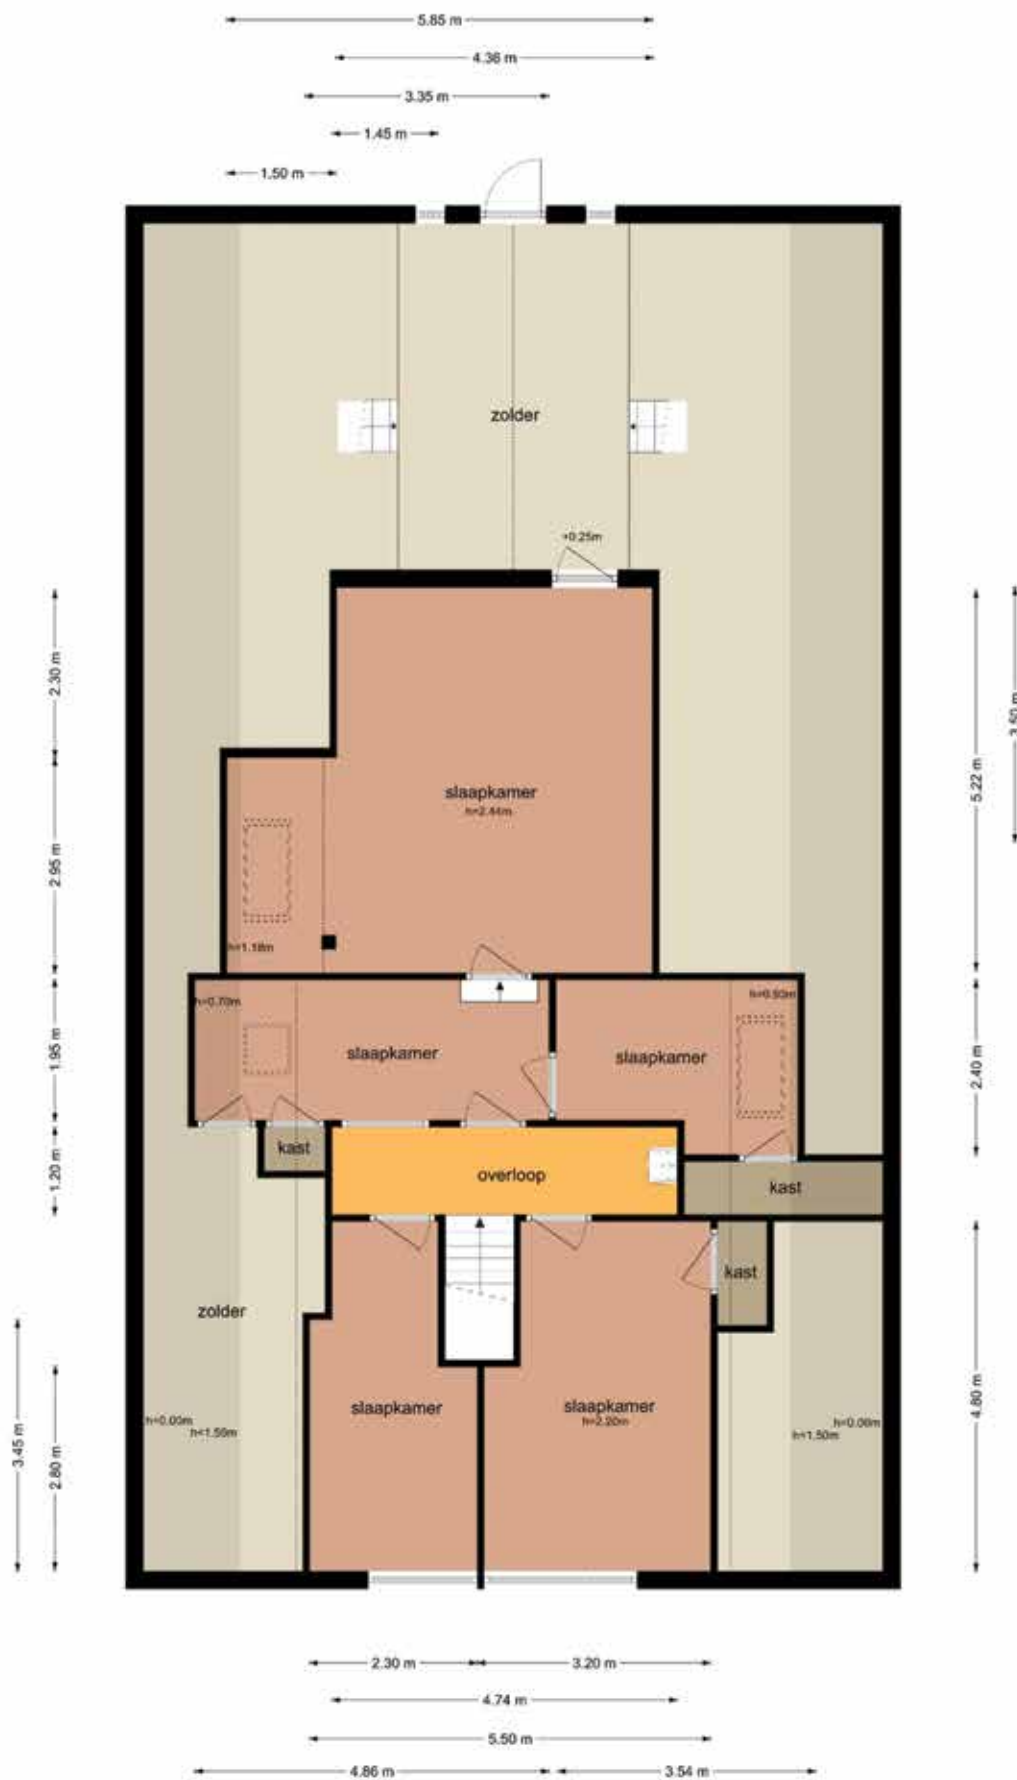 5.85 m
4.36 m
3.35 m
1.45 m
1.50 m
zolder
+0.25m
2.30 m
3.50 m
5.22 m
slaapkamer
h=2.44m
2.95 m
h=1.18m
h=0.70m
h=0.93m
slaapkamer
slaapkamer
1.95 m
2.40 m
kast
1.20 m
overloop
kast
kast
zolder
slaapkamer
slaapkamer
h=2.20m
4.80 m
h=0.00m
h<1.50m
h=0.00m
h<1.50m
3.45 m
2.80 m
2.30 m
3.20 m
4.74 m
5.50 m
4.86 m
3.54 m